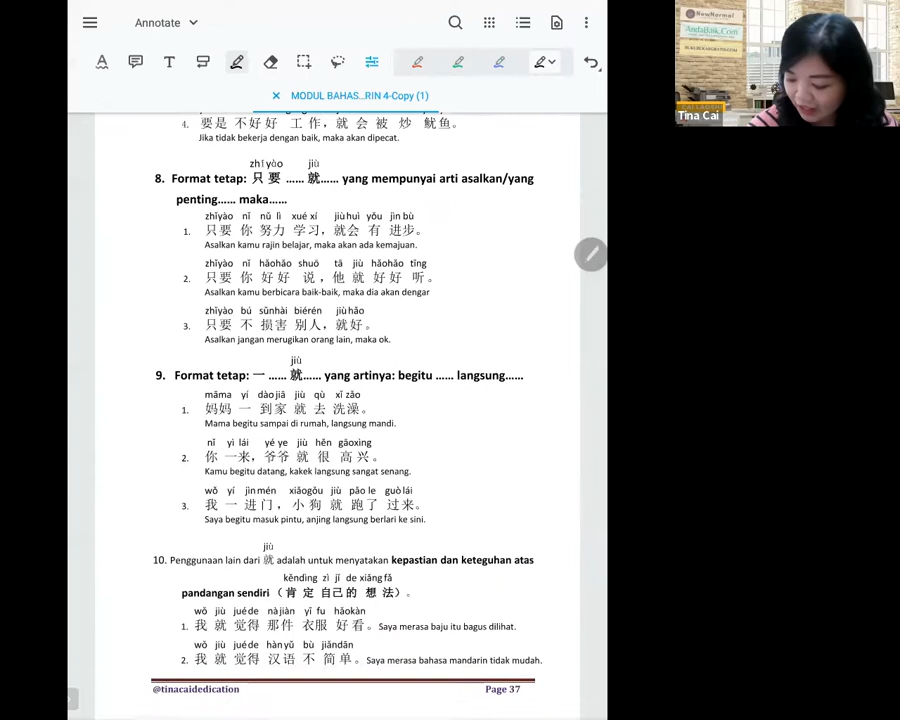 Annotate
MODUL BAHAS...RIN 4-Copy (1)
NewNormal
AndaBaik.Com
Tina Cai
4. 要是 不好好 工作，就 会 被 炒 鱿鱼。
Jika tidak bekerja dengan baik, maka akan dipecat.
zhǐyào jiù
8. Format tetap: 只要 …… 就…… yang mempunyai arti asalkan/yang
penting…… maka……
zhǐyào nǐ nǔ lì xué xí jiùhuì yǒu jìn bù
1. 只要 你 努力 学习，就会 有 进步。
Asalkan kamu rajin belajar, maka akan ada kemajuan.
zhǐyào nǐ hǎohǎo shuō tā jiù hǎohǎo tīng
2. 只要 你 好好 说，他 就 好好 听。
Asalkan kamu berbicara baik-baik, maka dia akan dengar
zhǐyào bú sǔnhài biérén jiùhǎo
3. 只要 不 损害 别人，就好。
Asalkan jangan merugikan orang lain, maka ok.
jiù
9. Format tetap: 一 …… 就…… yang artinya: begitu …… langsung……
māma yí dàojiā jiù qù xǐ zǎo
1. 妈妈 一 到家 就 去 洗澡。
Mama begitu sampai di rumah, langsung mandi.
nǐ yì lái yé ye jiù hěn gāoxìng
2. 你 一来，爷爷 就 很 高兴。
Kamu begitu datang, kakek langsung sangat senang.
wǒ yí jìnmén xiǎogǒu jiù pǎo le guòlái
3. 我 一 进门，小狗 就 跑了 过来。
Saya begitu masuk pintu, anjing langsung berlari ke sini.
jiù
10. Penggunaan lain dari 就 adalah untuk menyatakan kepastian dan keteguhan atas
kěndìng zì jǐ de xiǎngfǎ
pandangan sendiri（肯定 自己的 想法）。
wǒ jiù juéde nàjiàn yī fu hǎokàn
1. 我 就 觉得 那件 衣服 好看。Saya merasa baju itu bagus dilihat.
wǒ jiù juéde hànyǔ bù jiǎndān
2. 我 就 觉得 汉语 不 简单。Saya merasa bahasa mandarin tidak mudah.
@tinacaidedication Page 37